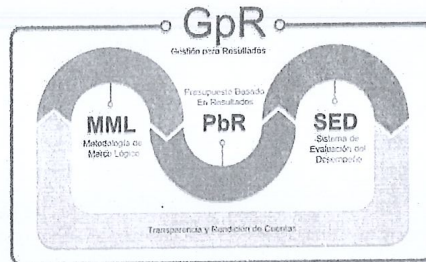 GpR
Gestión para Resultados
MML
Metodología de
Marco Lógico
Presupuesto Basado
En Resultados
PbR
SED
Sistema de
Evaluación del
Desempeño
Transparencia y Rendición de Cuentas